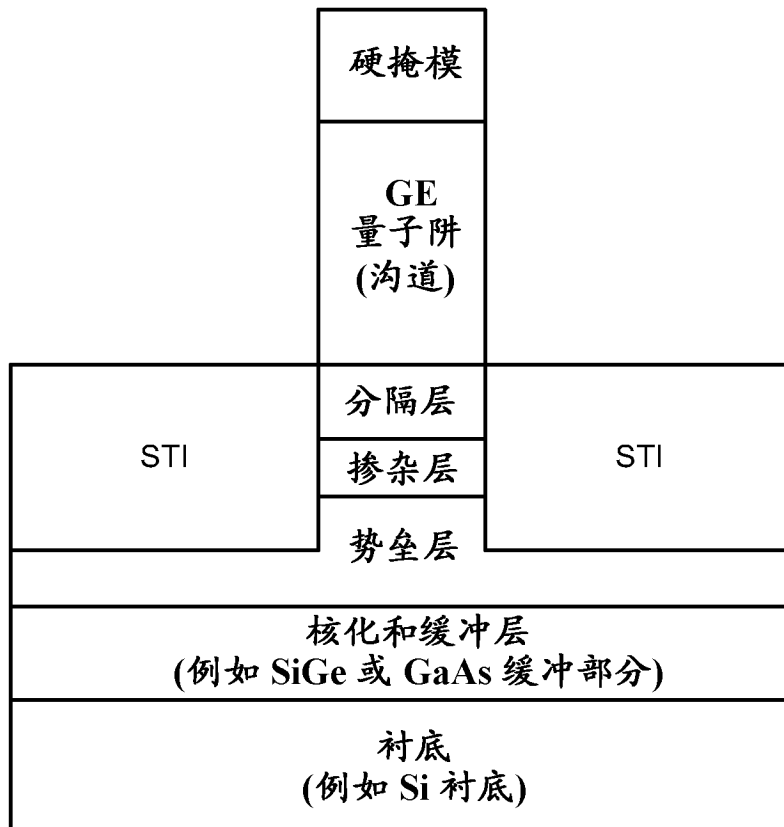 硬掩模
GE
量子阱
(沟道)
分隔层
STI
掺杂层
STI
势垒层
核化和缓冲层
(例如 SiGe 或 GaAs 缓冲部分)
衬底
(例如 Si 衬底)